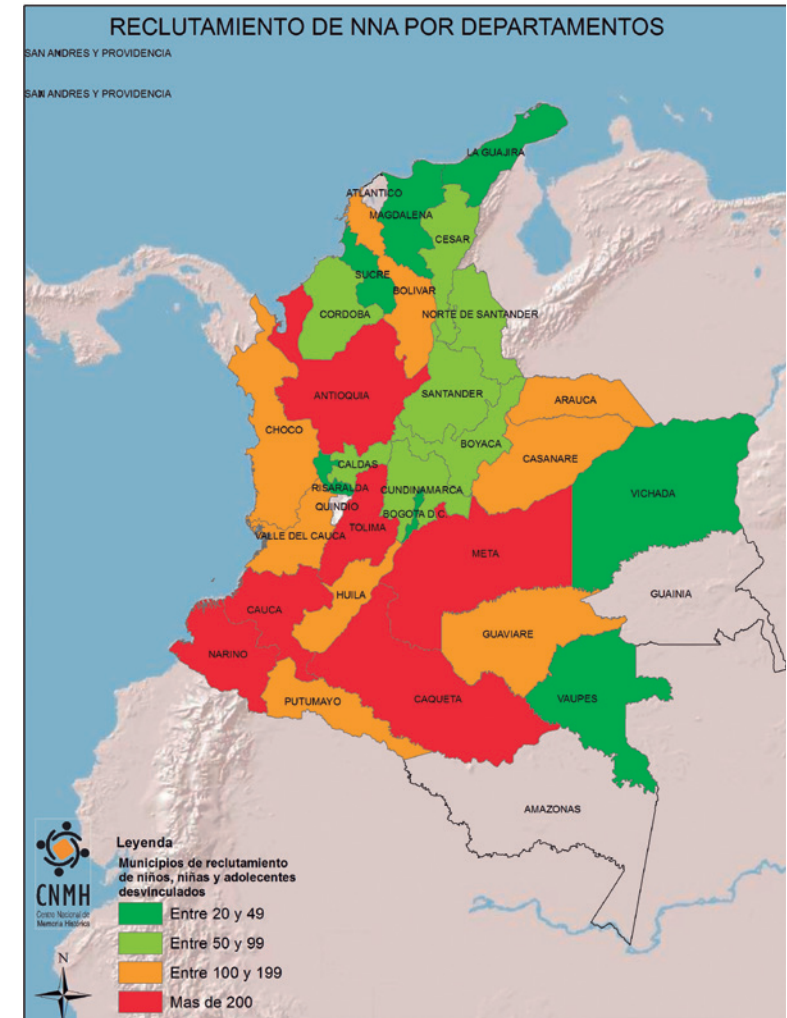 RECLUTAMIENTO DE NNA POR DEPARTAMENTOS
SAN ANDRES Y PROVIDENCIA
SAN ANDRES Y PROVIDENCIA
LA GUAJIRA
ATLANTICO
MAGDALENA
CESAR
SUCRE
BOLIVAR
CORDOBA
NORTE DE SANTANDER
ANTIOQUIA
SANTANDER
ARAUCA
CHOCO
BOYACA
CASANARE
CALDAS
RISARALDA
CUNDINAMARCA
VICHADA
QUINDIO
BOGOTA D.C.
TOLIMA
VALLE DEL CAUCA
META
GUAINIA
HUILA
CAUCA
GUAVIARE
NARINO
PUTUMAYO
CAQUETA
VAUPES
AMAZONAS
CNMH
Centro Nacional de
Memoria Histórica
N
Leyenda
Municipios de reclutamiento
de niños, niñas y adolecentes
desvinculados
Entre 20 y 49
Entre 50 y 99
Entre 100 y 199
Mas de 200